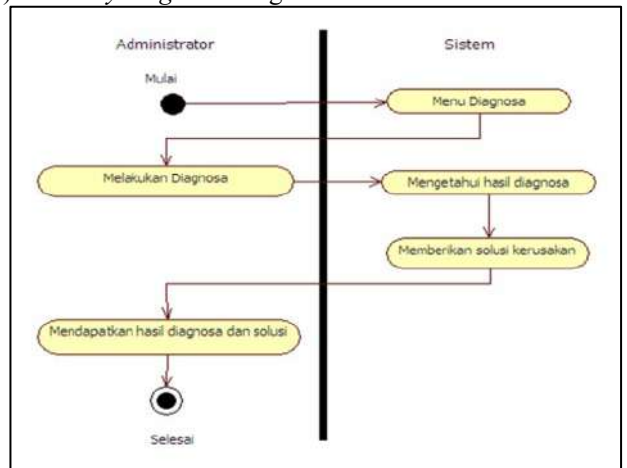 Administrator
Sistem
Mulai
Menu Diagnosa
Melakukan Diagnosa
Mengetahui hasil diagnosa
Memberikan solusi kerusakan
Mendapatkan hasil diagnosa dan solusi
Selesai